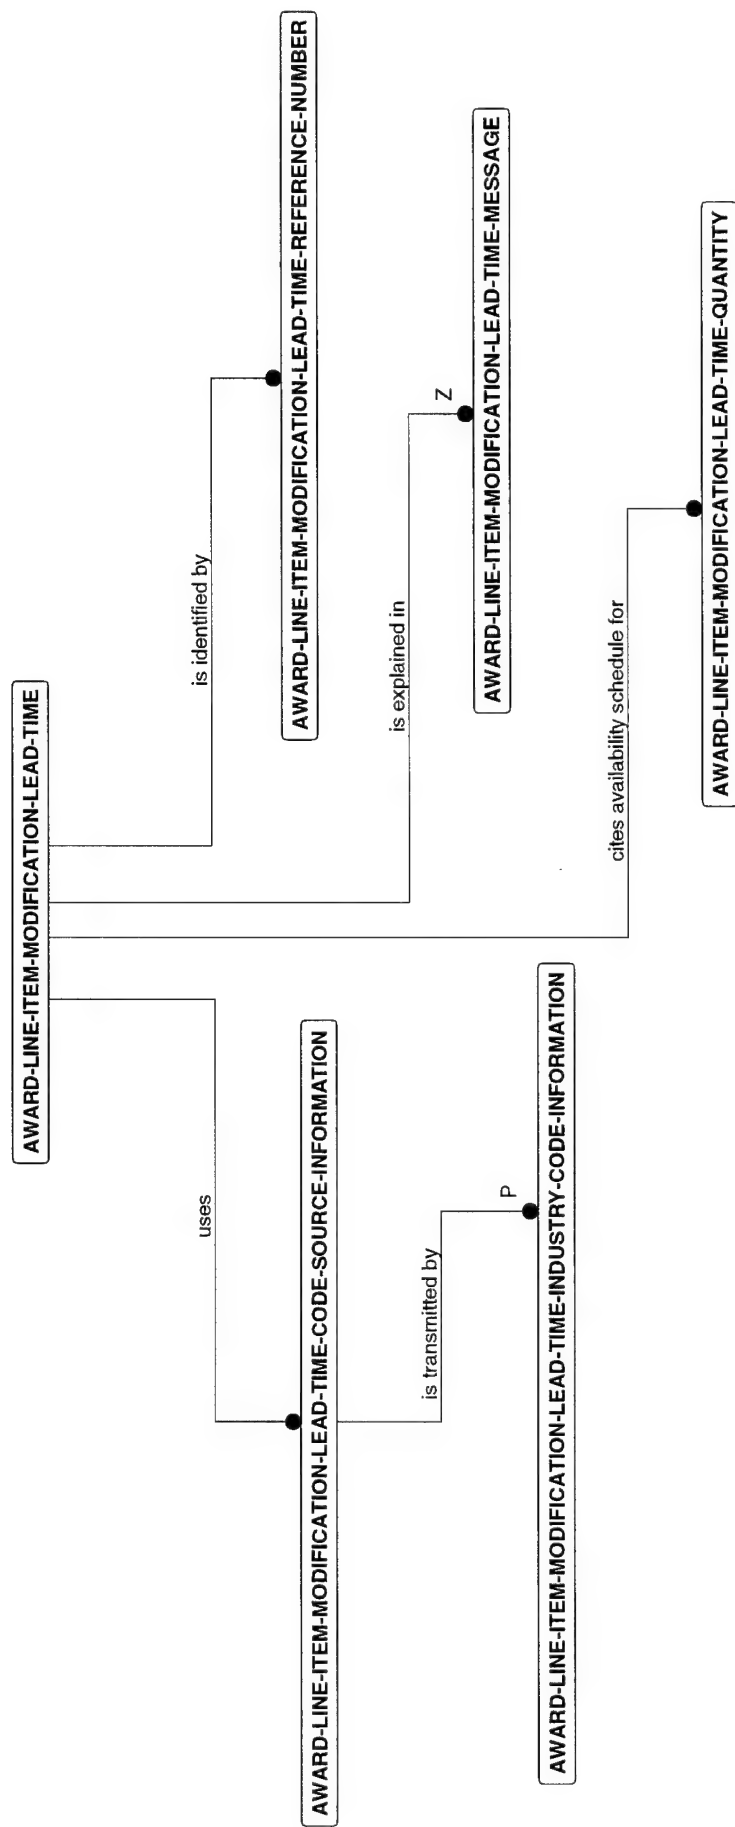 AWARD-LINE-ITEM-MODIFICATION-LEAD-TIME
uses
is identified by
AWARD-LINE-ITEM-MODIFICATION-LEAD-TIME-REFERENCE-NUMBER
AWARD-LINE-ITEM-MODIFICATION-LEAD-TIME-CODE-SOURCE-INFORMATION
is explained in
Z
AWARD-LINE-ITEM-MODIFICATION-LEAD-TIME-MESSAGE
is transmitted by
P
AWARD-LINE-ITEM-MODIFICATION-LEAD-TIME-INDUSTRY-CODE-INFORMATION
cites availability schedule for
AWARD-LINE-ITEM-MODIFICATION-LEAD-TIME-QUANTITY